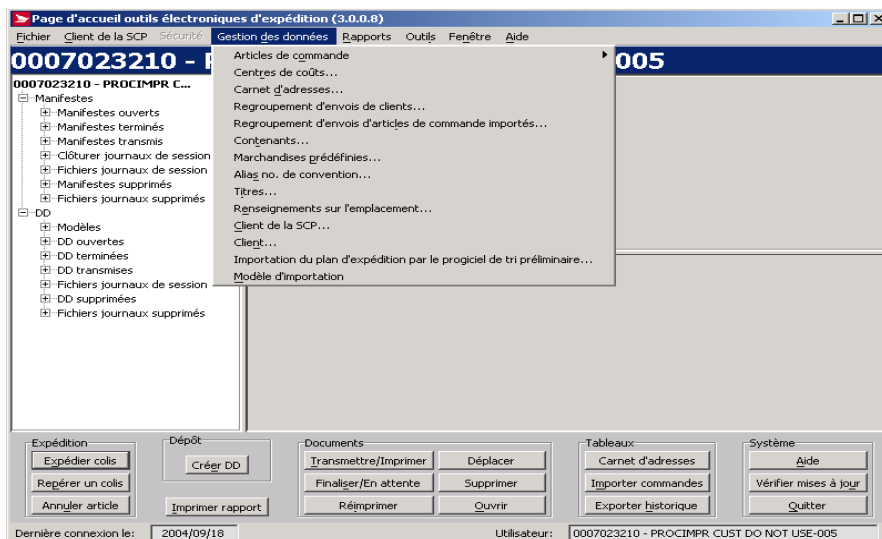 Page d'accueil outils électroniques d'expédition (3.0.0.8)
Fichier Client de la SCP Sécurité Gestion des données Rapports Outils Fenêtre Aide
0007023210 - 005
0007023210 - PROCIMPR C...
Manifestes
Manifestes ouverts
Manifestes terminés
Manifestes transmis
Clôturer journaux de session
Fichiers journaux de session
Manifestes supprimés
Fichiers journaux supprimés
DD
Modèles
DD ouvertes
DD terminées
DD transmises
Fichiers journaux de session
DD supprimées
Fichiers journaux supprimés
Articles de commande
Centres de coûts...
Carnet d'adresses...
Regroupement d'envois de clients...
Regroupement d'envois d'articles de commande importés...
Contenants...
Marchandises prédéfinies...
Alias no. de convention...
Titres...
Renseignements sur l'emplacement...
Client de la SCP...
Client...
Importation du plan d'expédition par le progiciel de tri préliminaire...
Modèle d'importation
Expédition Dépôt Documents Tableaux Système
Expédier colis Créer DD Transmettre/Imprimer Déplacer Carnet d'adresses Aide
Repérer un colis Finaliser/En attente Supprimer Importer commandes Vérifier mises à jour
Annuler article Imprimer rapport Réimprimer Ouvrir Exporter historique Quitter
Dernière connexion le: 2004/09/18 Utilisateur: 0007023210 - PROCIMPR CUST DO NOT USE-005